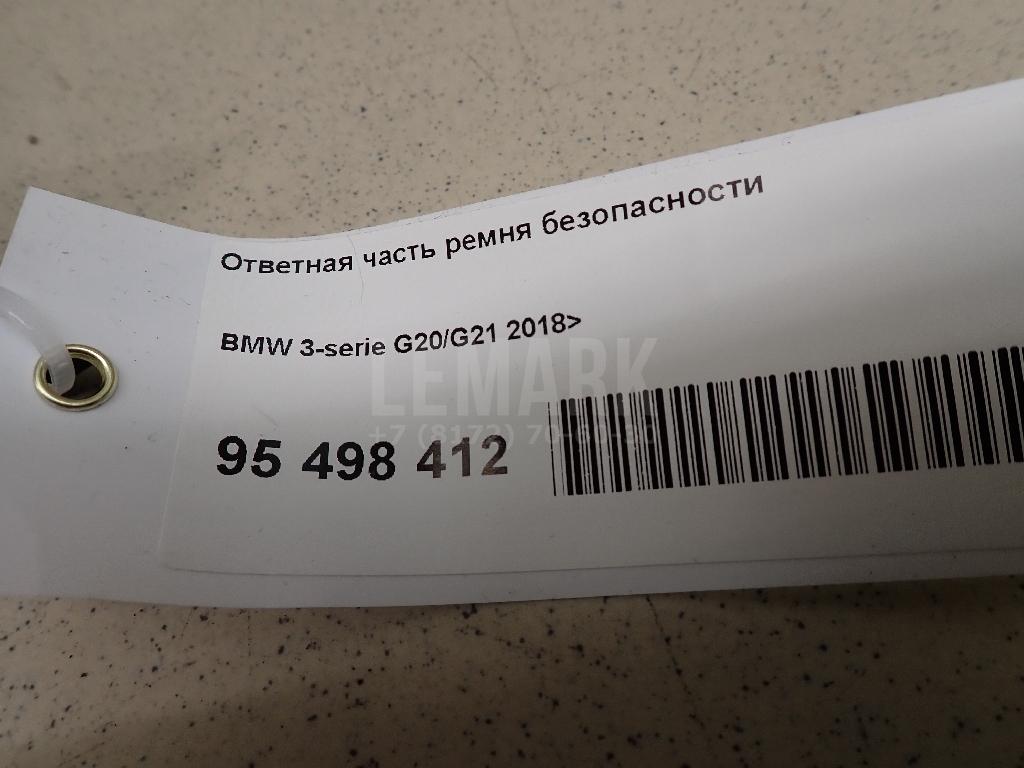 Ответная часть ремня безопасности
BMW 3-serie G20/G21 2018>
LEMARK
95 498 412